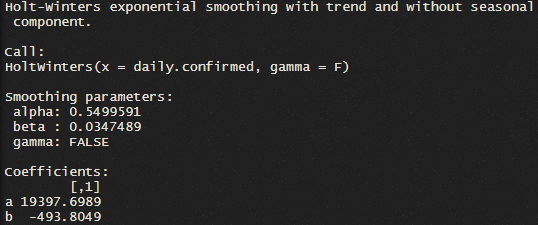 Holt-Winters exponential smoothing with trend and without seasonal
component.
Call:
HoltWinters(x = daily.confirmed, gamma = F)
Smoothing parameters:
alpha: 0.5499591
beta : 0.0347489
gamma: FALSE
Coefficients:
[,1]
a 19397.6989
b -493.8049